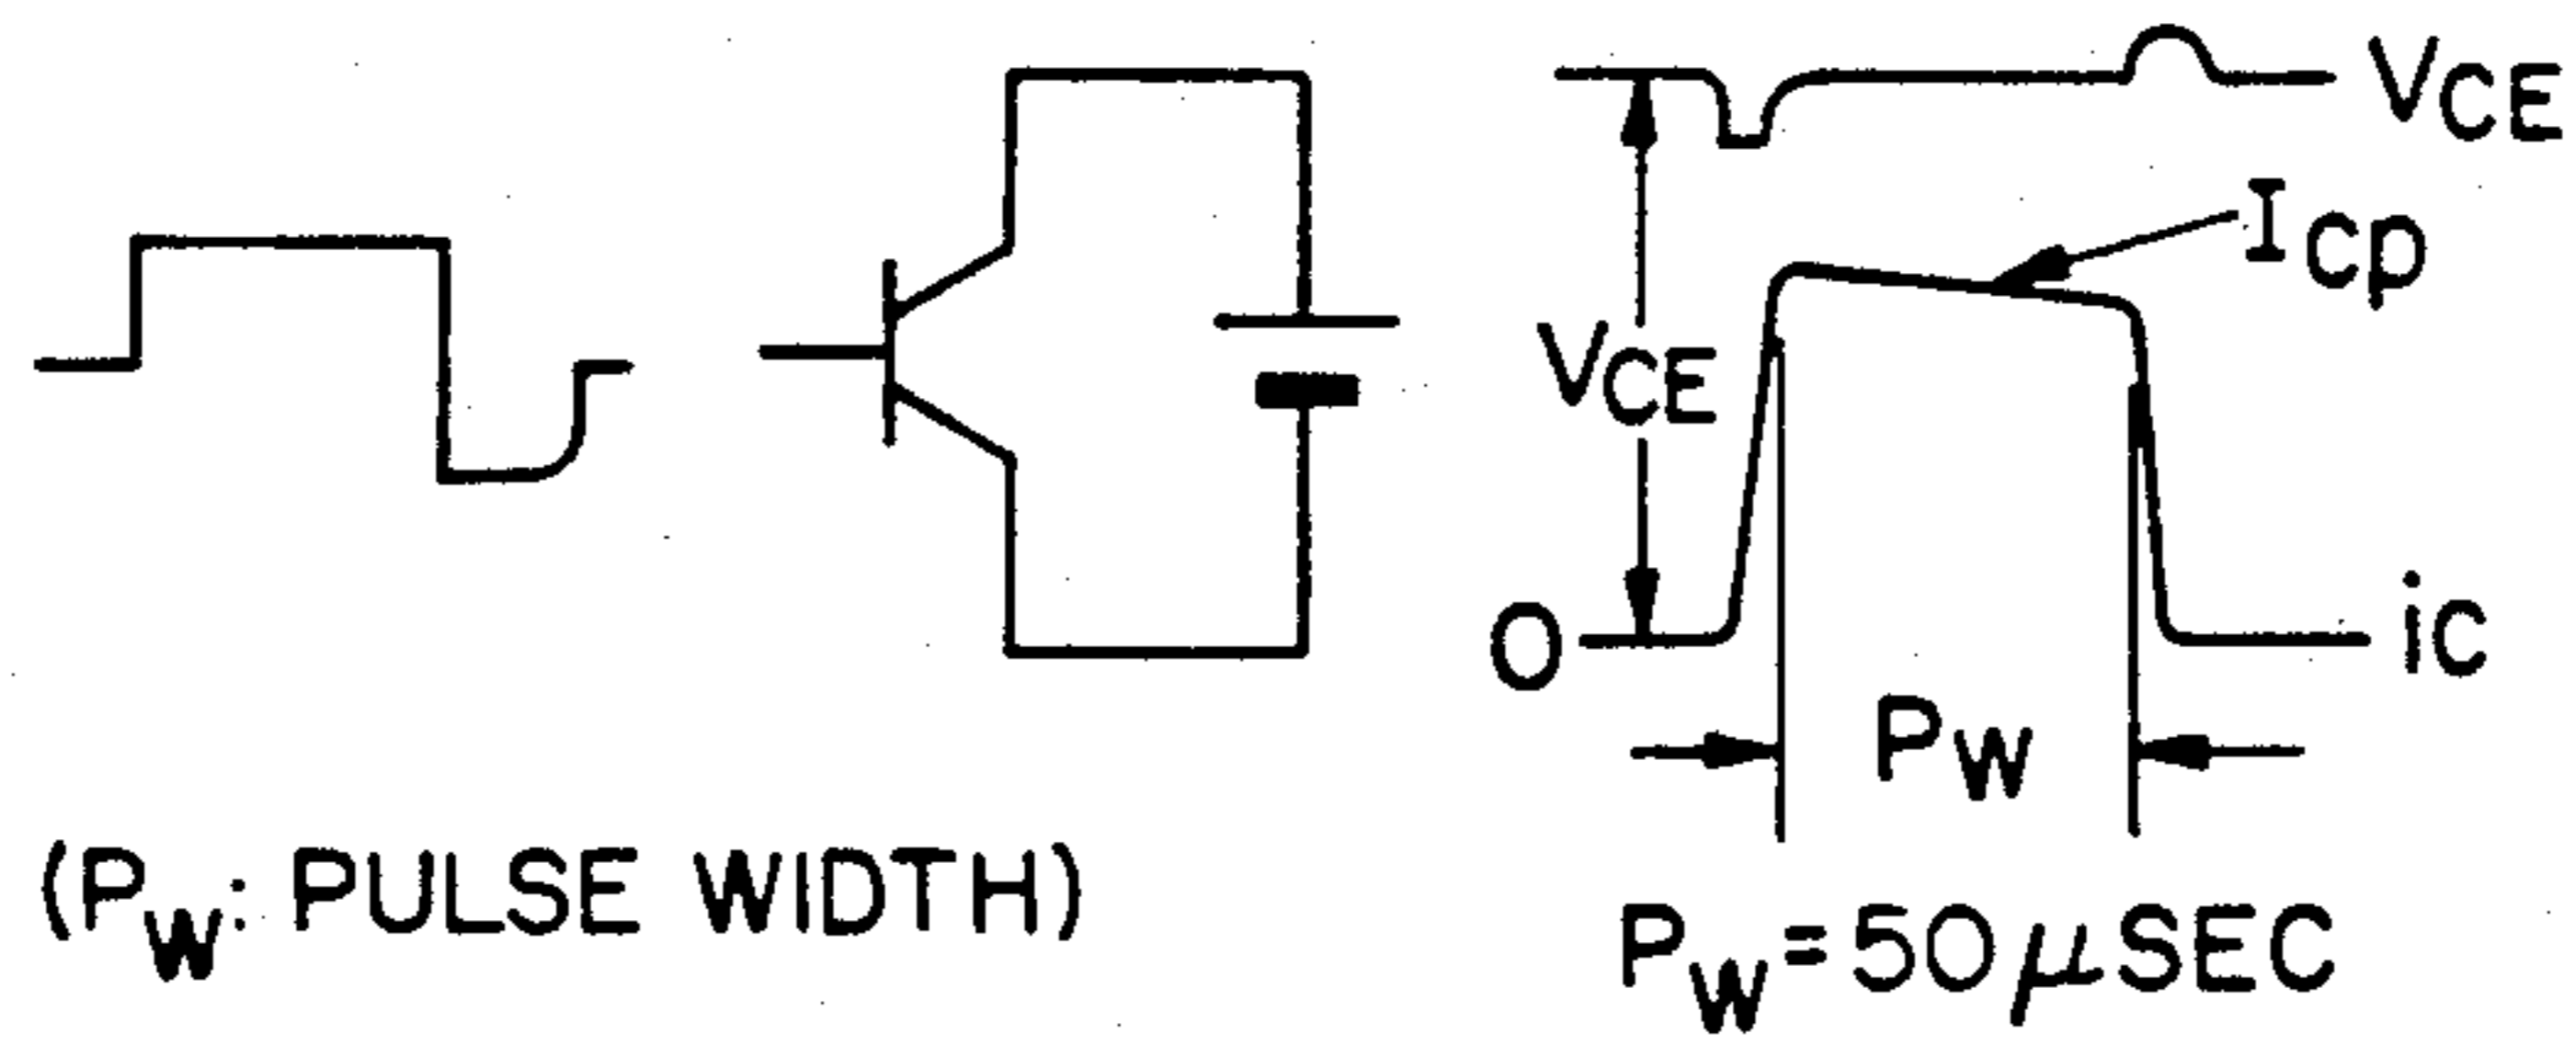 VCE
ICP
VCE
O
iC
PW
(PW: PULSE WIDTH)
PW=50μSEC